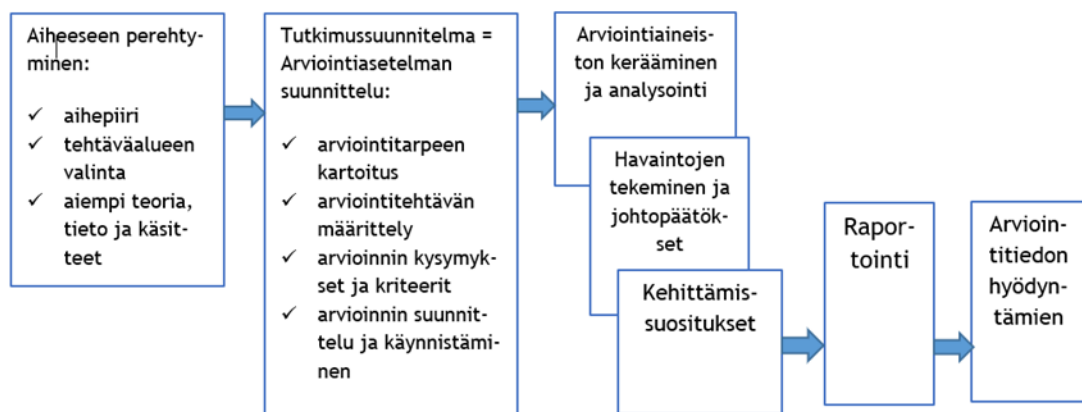 Aiheeseen perehty-
minen:
✓ aihepiiri
✓ tehtäväalueen
valinta
✓ aiempi teoria,
tieto ja käsit-
teet
Tutkimussuunnitelma =
Arviointiasetelman
suunnittelu:
✓ arviointitarpeen
kartoitus
✓ arviointitehtävän
määrittely
✓ arvioinnin kysymyk-
set ja kriteerit
✓ arvioinnin suunnit-
telu ja käynnistämi-
nen
Arviointiaineis-
ton kerääminen
ja analysointi
Havaintojen
tekeminen ja
johtopäätök-
set
Kehittämis-
suositukset
Rapor-
tointi
Arvioin-
titiedon
hyödyn-
tämien